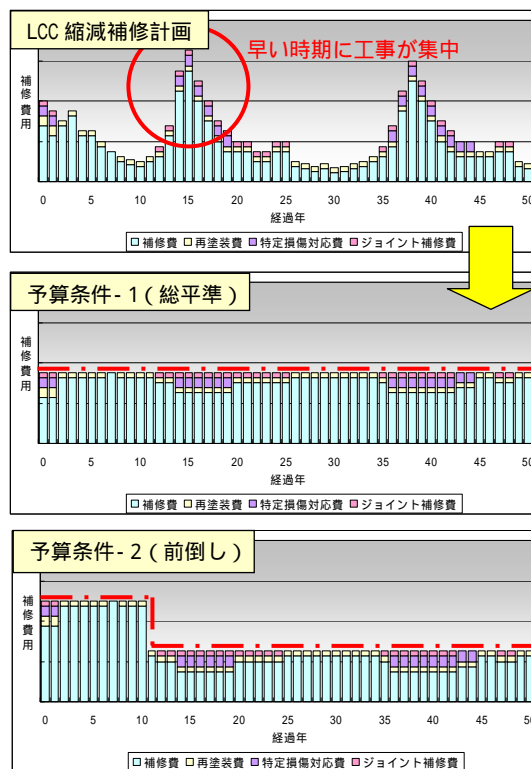 LCC 縮減補修計画
早い時期に工事が集中
補修費用
0 5 10 15 20 25 30 35 40 45 50
経過年
補修費 再塗装費 特定損傷対応費 ジョイント補修費
予算条件-1(総平準)
補修費用
0 5 10 15 20 25 30 35 40 45 50
経過年
補修費 再塗装費 特定損傷対応費 ジョイント補修費
予算条件-2(前倒し)
補修費用
0 5 10 15 20 25 30 35 40 45 50
経過年
補修費 再塗装費 特定損傷対応費 ジョイント補修費